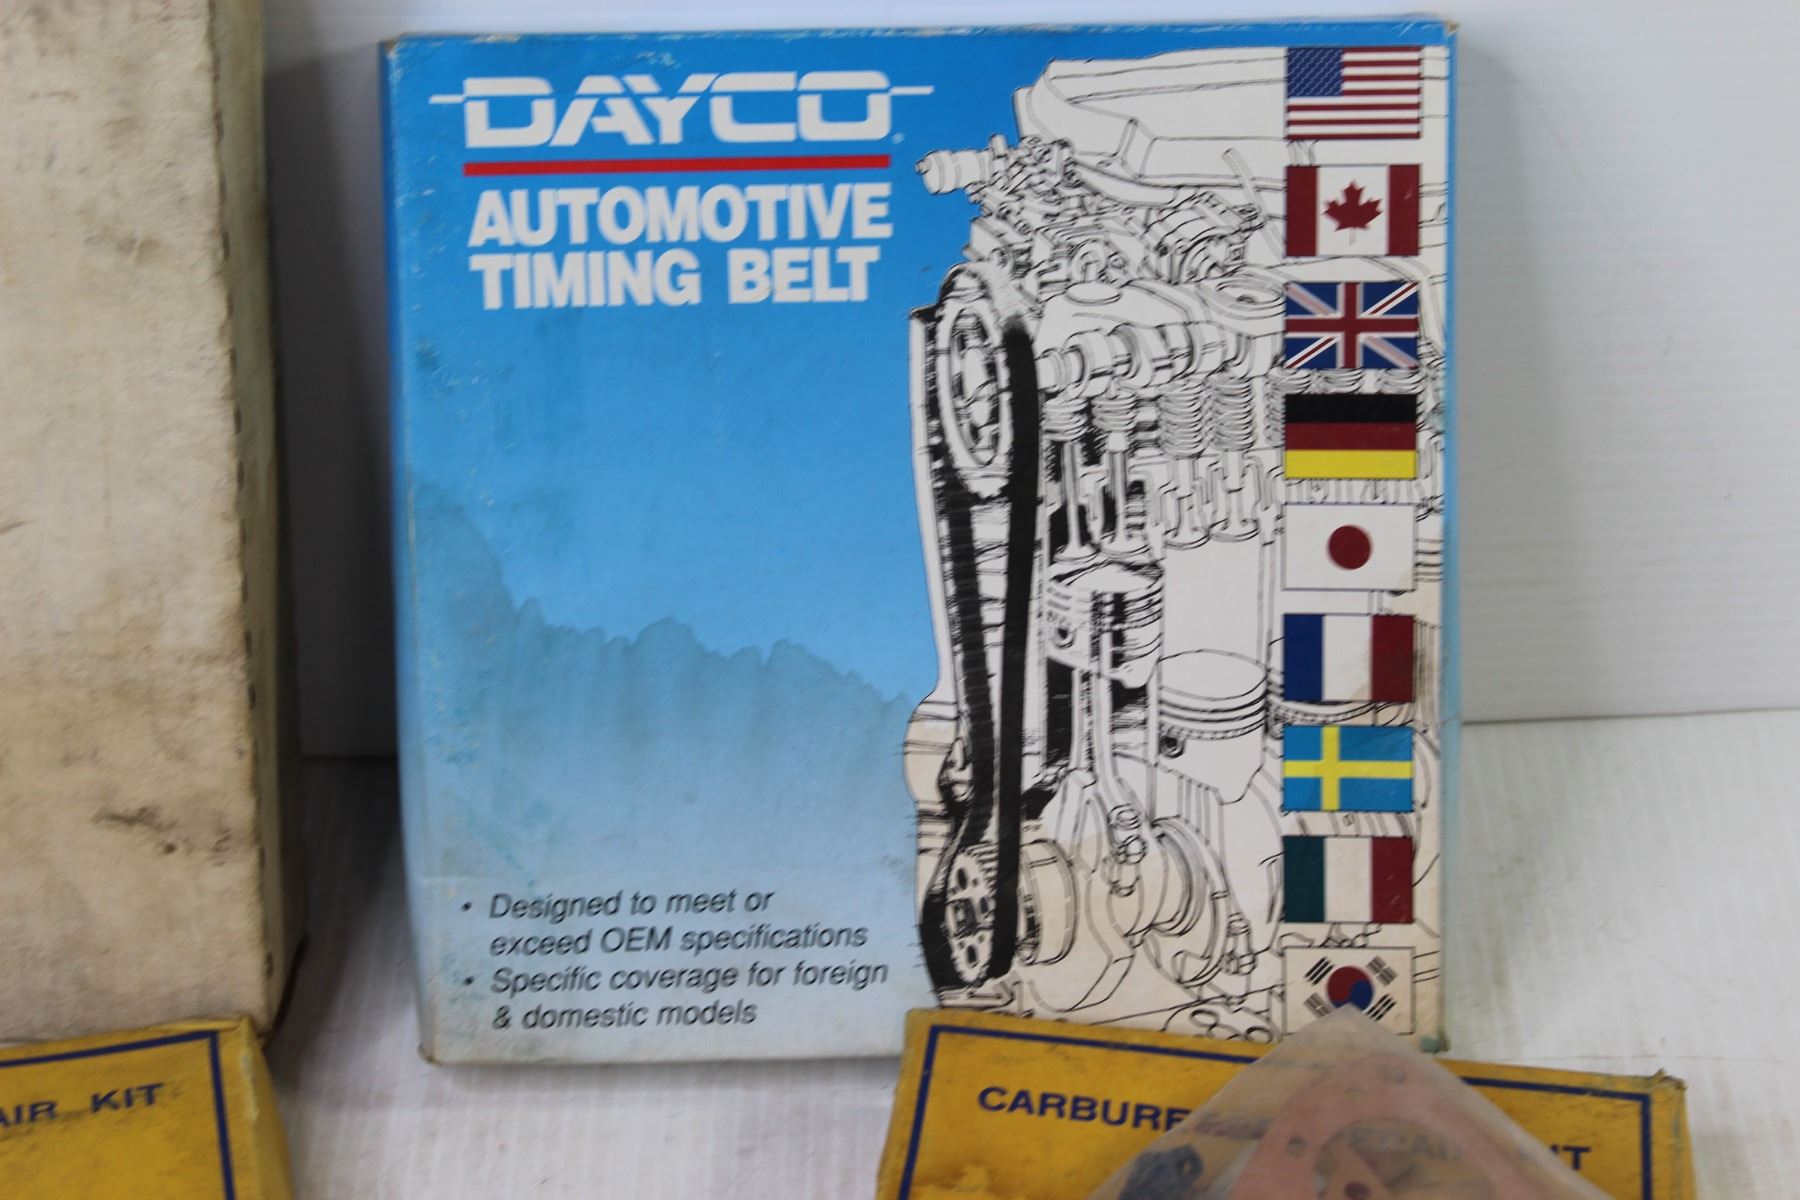 DAYCO
AUTOMOTIVE
TIMING BELT
• Designed to meet or
exceed OEM specifications
• Specific coverage for foreign
& domestic models
AIR KIT
CARBURE